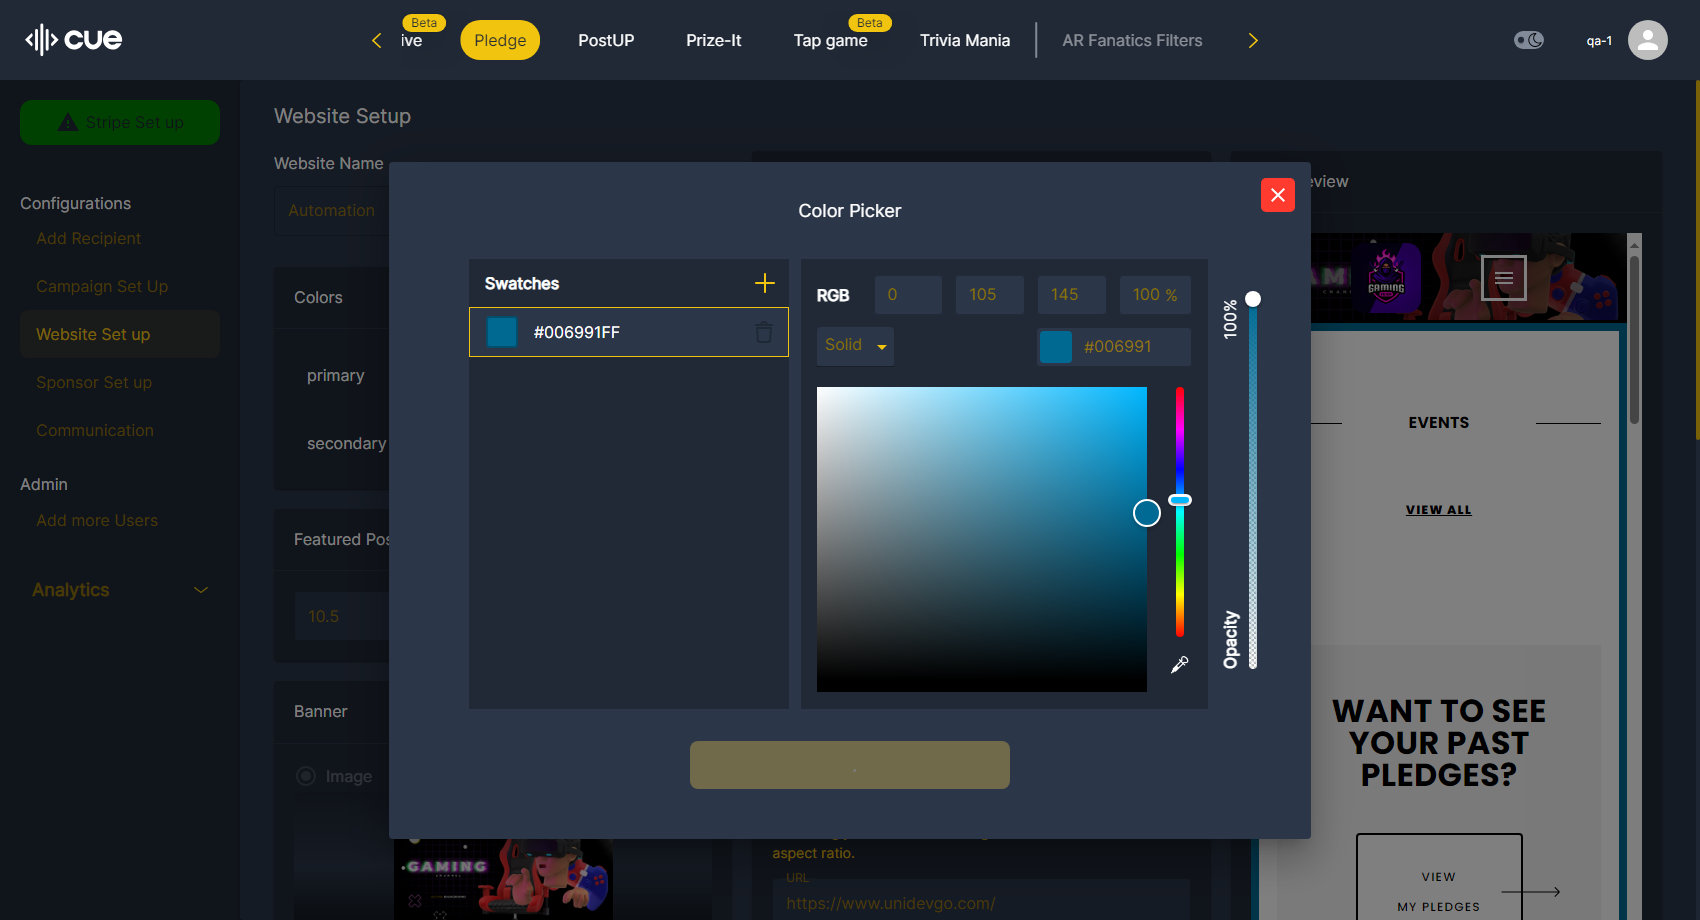 cue
ive
Beta
Pledge
PostUP
Prize-It
Tap game
Beta
Trivia Mania
AR Fanatics Filters
qa-1
Stripe Set up
Configurations
Add Recipient
Campaign Set Up
Website Set up
Sponsor Set up
Communication
Admin
Add more Users
Analytics
Website Setup
Website Name
Automation
Colors
primary
secondary
Featured Pos
10.5
Banner
Image
GAMING
Color Picker
Swatches
#006991FF
RGB
0
105
145
100 %
Solid
#006991
100%
Opacity
aspect ratio.
URL
https://www.unidevgo.com/
eview
GAMING
EVENTS
VIEW ALL
WANT TO SEE
YOUR PAST
PLEDGES?
VIEW
MY PLEDGES